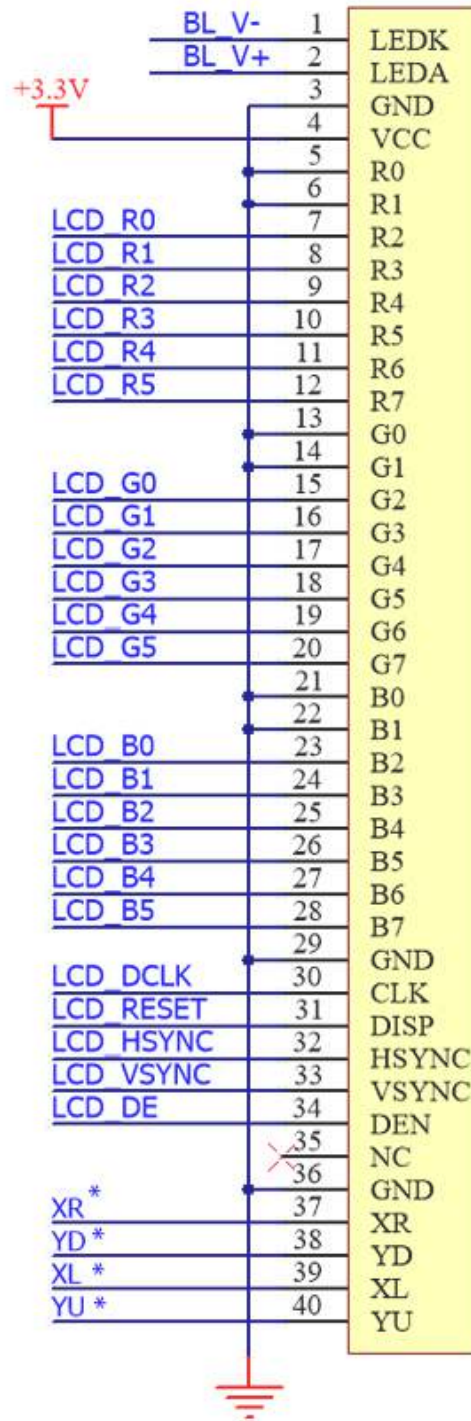 BL_V- 1 LEDK
BL_V+ 2 LEDA
3 GND
+3.3V 4 VCC
5 R0
6 R1
LCD_R0 7 R2
LCD_R1 8 R3
LCD_R2 9 R4
LCD_R3 10 R5
LCD_R4 11 R6
LCD_R5 12 R7
13 G0
14 G1
LCD_G0 15 G2
LCD_G1 16 G3
LCD_G2 17 G4
LCD_G3 18 G5
LCD_G4 19 G6
LCD_G5 20 G7
21 B0
22 B1
LCD_B0 23 B2
LCD_B1 24 B3
LCD_B2 25 B4
LCD_B3 26 B5
LCD_B4 27 B6
LCD_B5 28 B7
29 GND
LCD_DCLK 30 CLK
LCD_RESET 31 DISP
LCD_HSYNC 32 HSYNC
LCD_VSYNC 33 VSYNC
LCD_DE 34 DEN
35 NC
36 GND
XR* 37 XR
YD* 38 YD
XL* 39 XL
YU* 40 YU